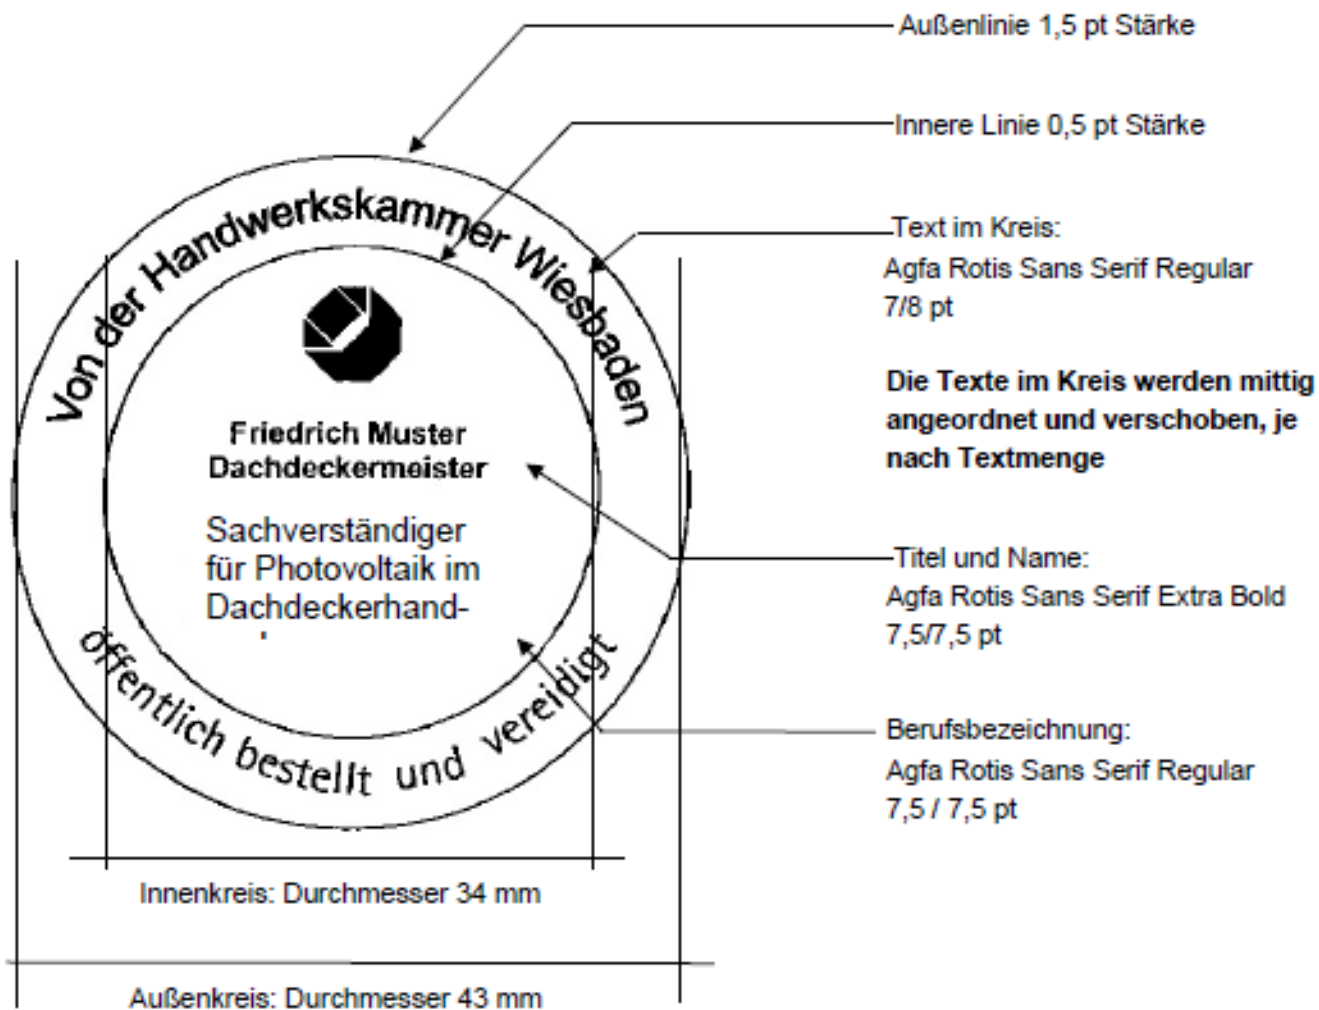 Außenlinie 1,5 pt Stärke
Innere Linie 0,5 pt Stärke
Text im Kreis:
Agfa Rotis Sans Serif Regular
7/8 pt
Die Texte im Kreis werden mittig
angeordnet und verschoben, je
nach Textmenge
Titel und Name:
Agfa Rotis Sans Serif Extra Bold
7,5/7,5 pt
Berufsbezeichnung:
Agfa Rotis Sans Serif Regular
7,5 / 7,5 pt
Von der Handwerkskammer Wiesbaden
Friedrich Muster
Dachdeckermeister
Sachverständiger
für Photovoltaik im
Dachdeckerhand-
öffentlich bestellt und vereidigt
Innenkreis: Durchmesser 34 mm
Außenkreis: Durchmesser 43 mm